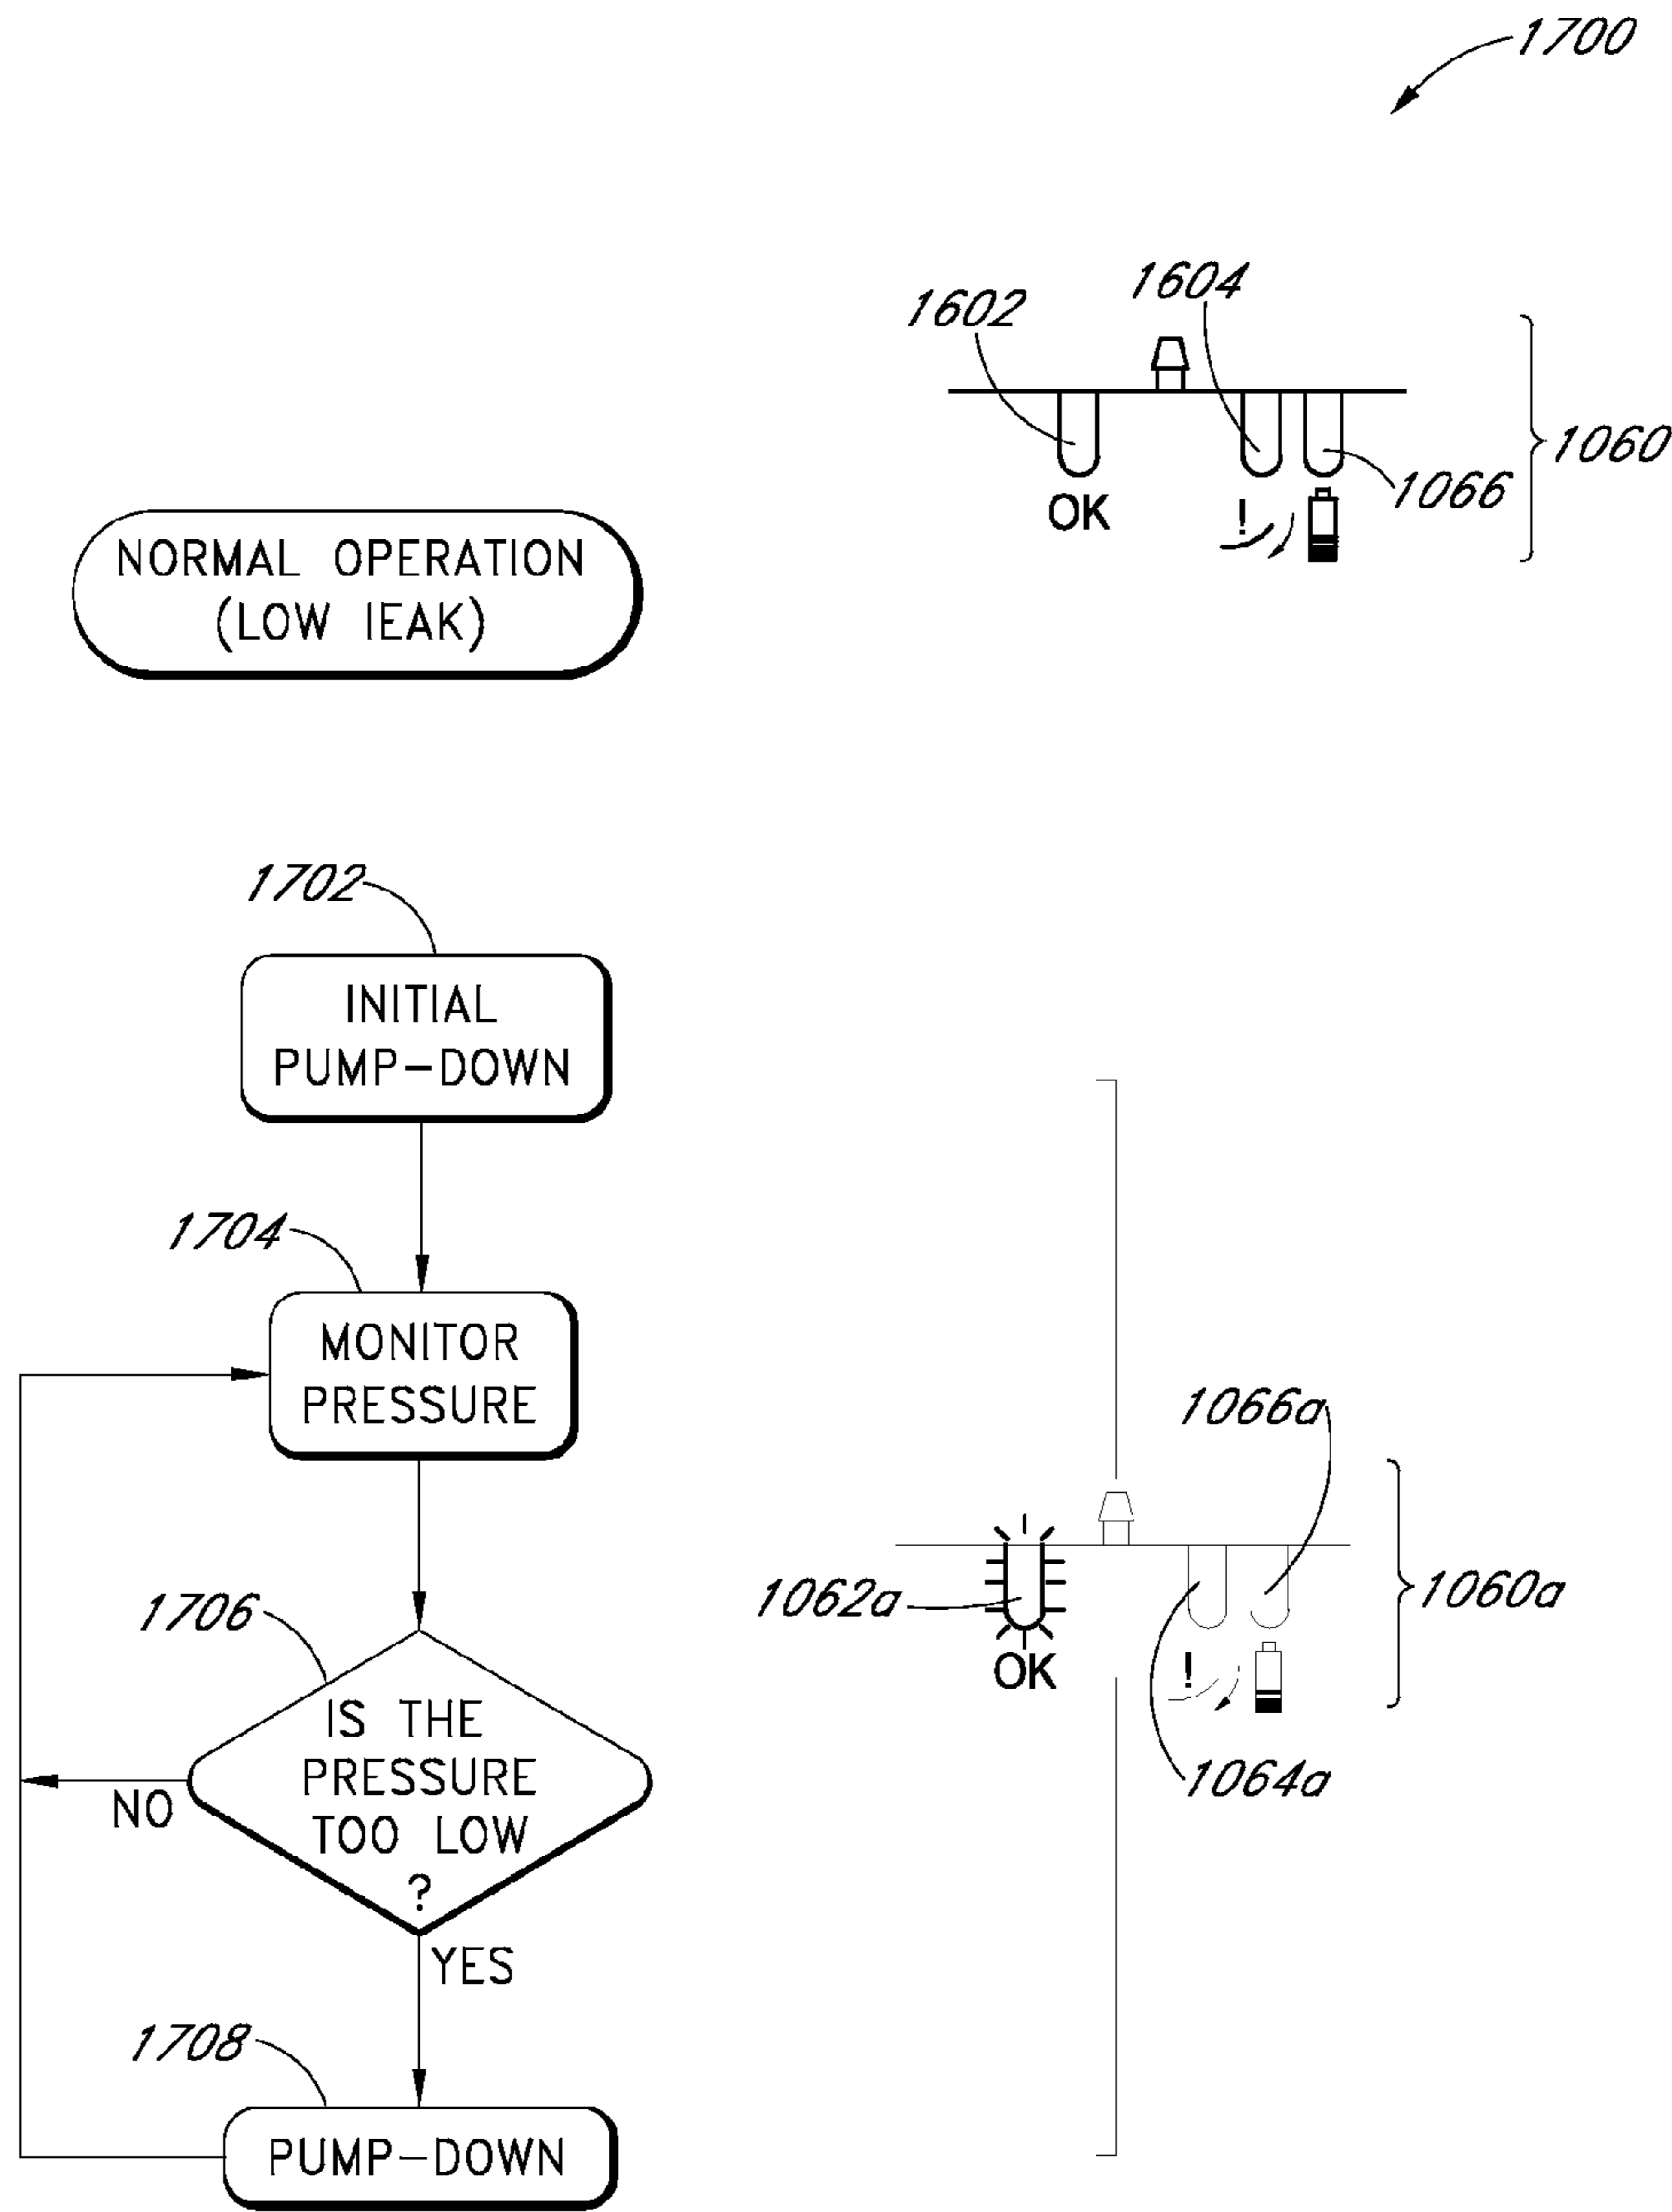 1700
1602
1604
1060
1066
OK
!
NORMAL OPERATION
(LOW IEAK)
1702
INITIAL
PUMP-DOWN
1704
MONITOR
PRESSURE
1066a
1062a
1060a
OK
!
1064a
1706
IS THE
PRESSURE
TOO LOW
?
NO
YES
1708
PUMP-DOWN